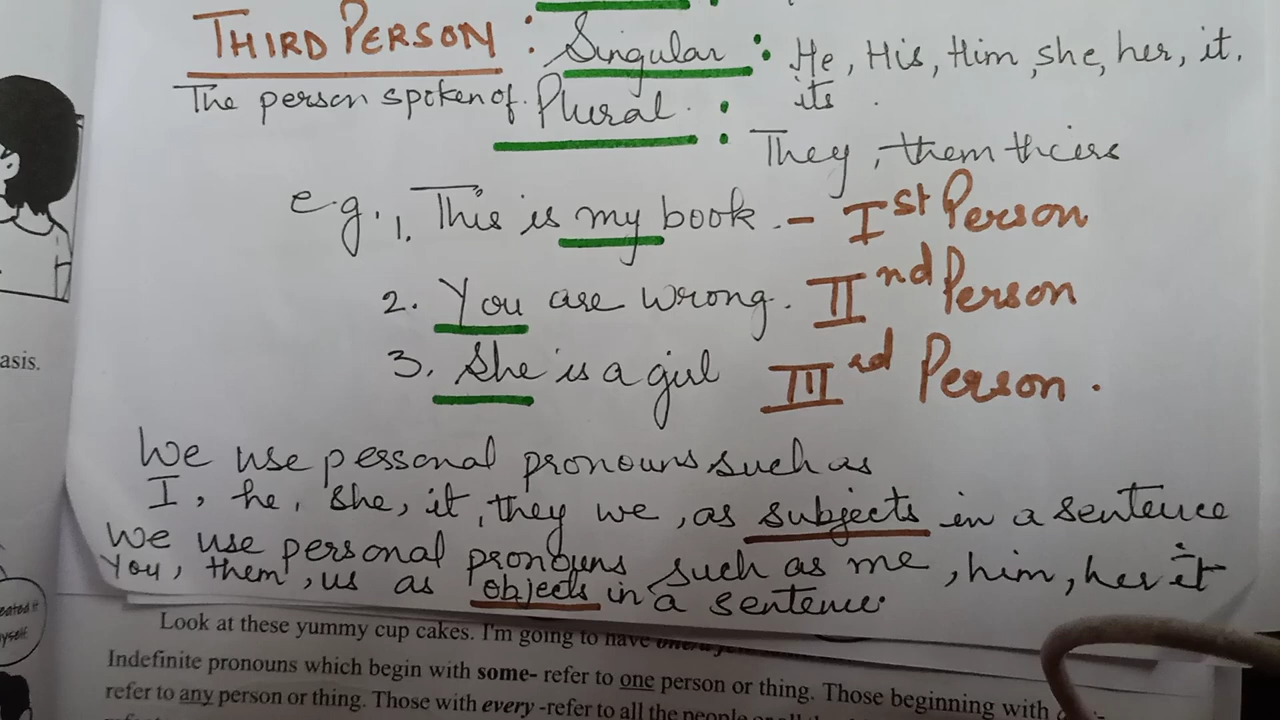 THIRD PERSON : Singular : He, His, Him, she, her, it,
its
The person spoken of. Plural :
They, them theirs
e.g. 1. This is my book. - Ist Person
2. You are wrong. IInd Person
3. She is a girl IIIrd Person.
asis.
We use personal pronouns such as
I, he, she, it, they we, as subjects in a sentence
We use personal pronouns such as me, him, her it
You, them, us as objects in a sentence.
Look at these yummy cup cakes. I'm going to have
Indefinite pronouns which begin with some- refer to one person or thing. Those beginning with
refer to any person or thing. Those with every -refer to all the people